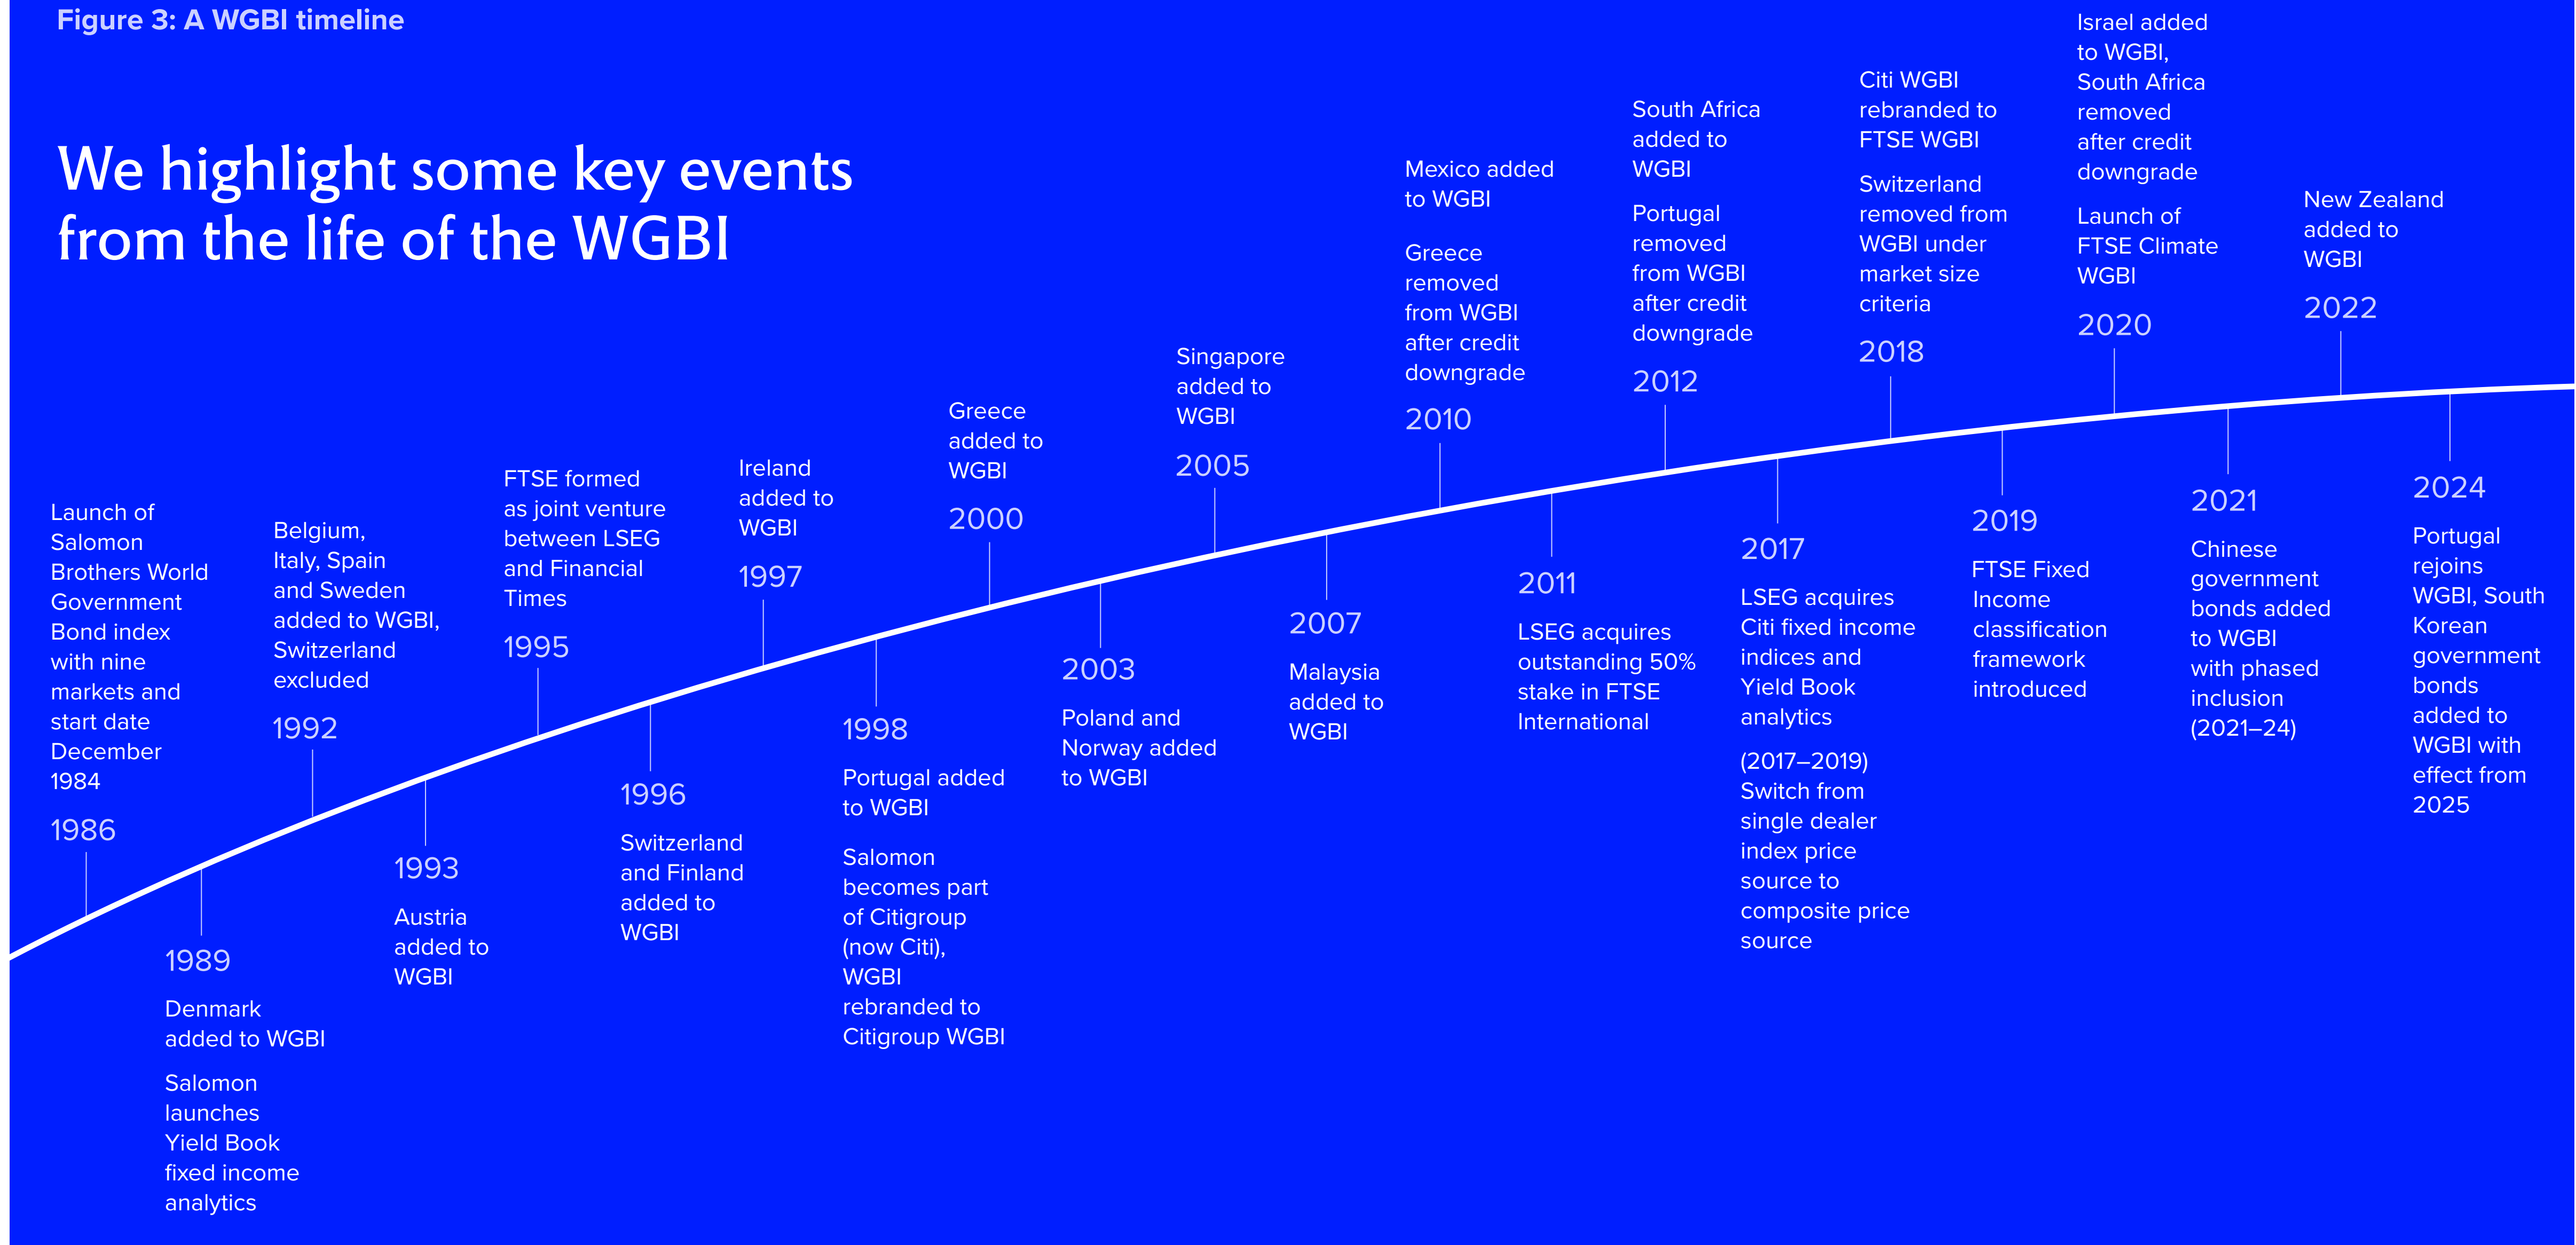 Figure 3: A WGBI timeline
We highlight some key events
from the life of the WGBI
Launch of
Salomon
Brothers World
Government
Bond index
with nine
markets and
start date
December
1984
1986
1989
Denmark
added to WGBI
Salomon
launches
Yield Book
fixed income
analytics
Belgium,
Italy, Spain
and Sweden
added to WGBI,
Switzerland
excluded
1992
1993
Austria
added to
WGBI
FTSE formed
as joint venture
between LSEG
and Financial
Times
1995
1996
Switzerland
and Finland
added to
WGBI
Ireland
added to
WGBI
1997
1998
Portugal added
to WGBI
Salomon
becomes part
of Citigroup
(now Citi),
WGBI
rebranded to
Citigroup WGBI
Greece
added to
WGBI
2000
2003
Poland and
Norway added
to WGBI
Singapore
added to
WGBI
2005
2007
Malaysia
added to
WGBI
Mexico added
to WGBI
Greece
removed
from WGBI
after credit
downgrade
2010
2011
LSEG acquires
outstanding 50%
stake in FTSE
International
South Africa
added to
WGBI
Portugal
removed
from WGBI
after credit
downgrade
2012
2017
LSEG acquires
Citi fixed income
indices and
Yield Book
analytics
(2017–2019)
Switch from
single dealer
index price
source to
composite price
source
Citi WGBI
rebranded to
FTSE WGBI
Switzerland
removed from
WGBI under
market size
criteria
2018
2019
FTSE Fixed
Income
classification
framework
introduced
Israel added
to WGBI,
South Africa
removed
after credit
downgrade
Launch of
FTSE Climate
WGBI
2020
2021
Chinese
government
bonds added
to WGBI
with phased
inclusion
(2021–24)
New Zealand
added to
WGBI
2022
2024
Portugal
rejoins
WGBI, South
Korean
government
bonds
added to
WGBI with
effect from
2025